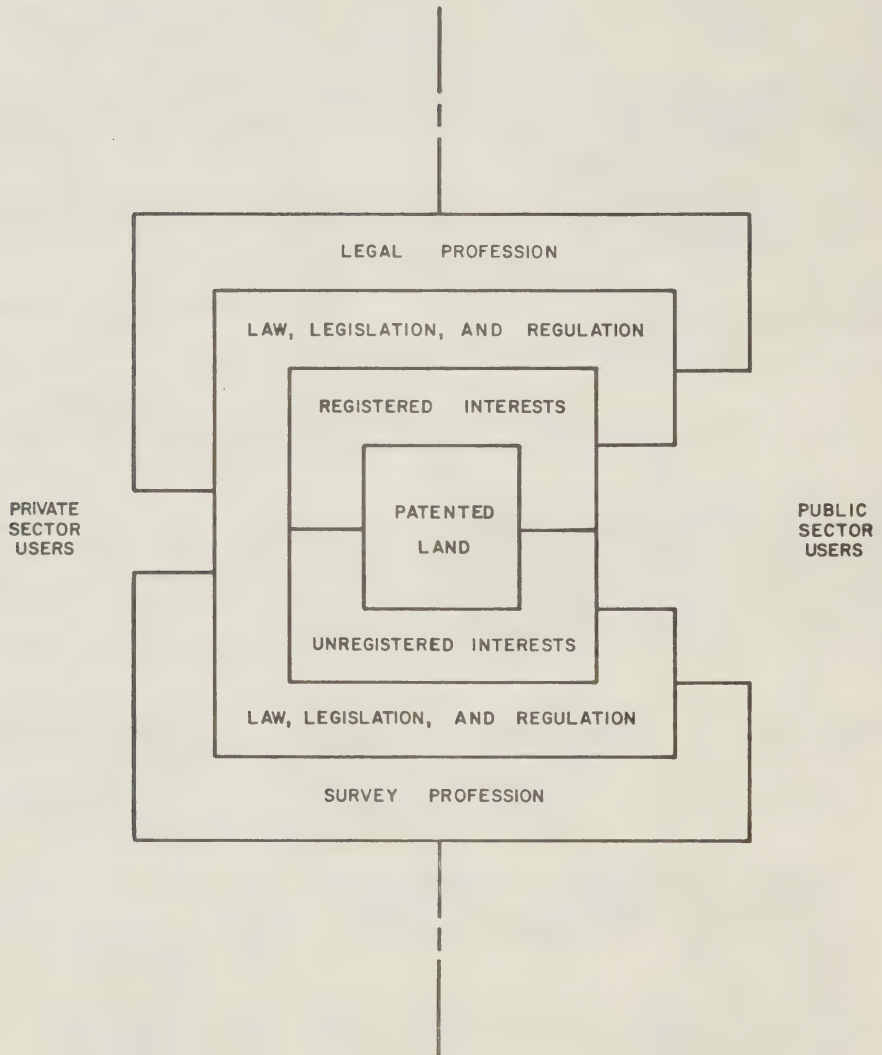 LEGAL PROFESSION
LAW, LEGISLATION, AND REGULATION
REGISTERED INTERESTS
PRIVATE
SECTOR
USERS
PATENTED
LAND
PUBLIC
SECTOR
USERS
UNREGISTERED INTERESTS
LAW, LEGISLATION, AND REGULATION
SURVEY PROFESSION